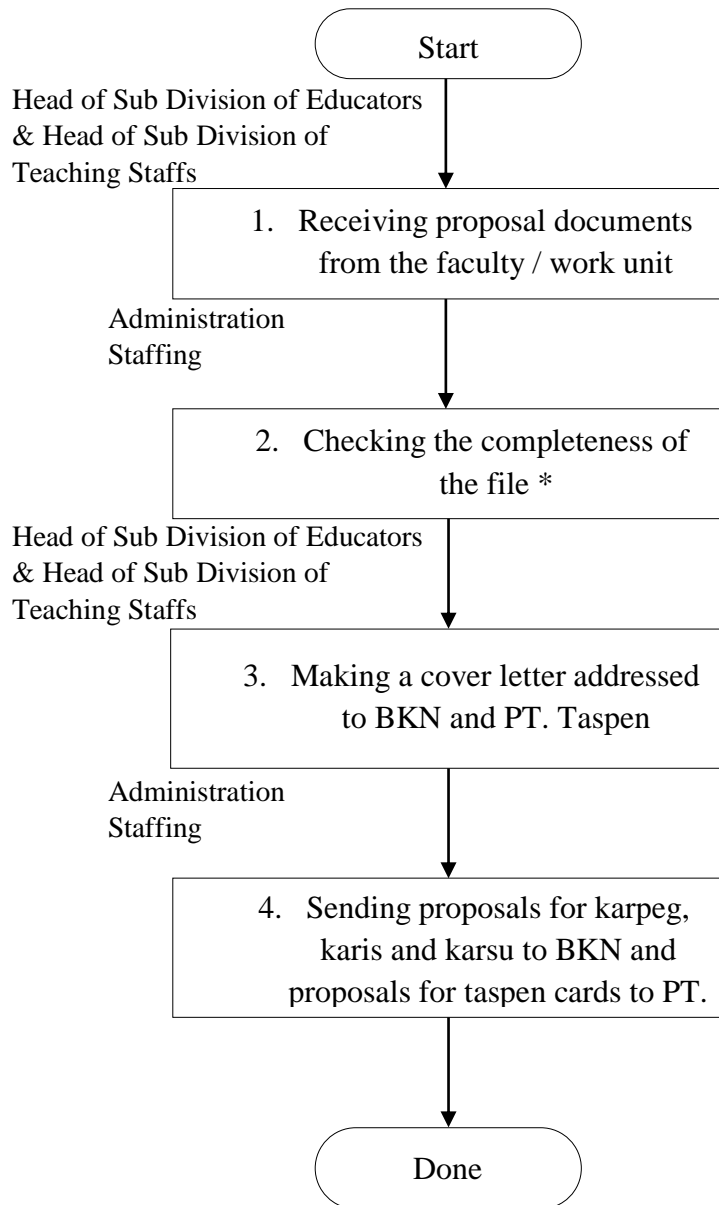 Start
Head of Sub Division of Educators
& Head of Sub Division of
Teaching Staffs
1. Receiving proposal documents
from the faculty / work unit
Administration
Staffing
2. Checking the completeness of
the file *
Head of Sub Division of Educators
& Head of Sub Division of
Teaching Staffs
3. Making a cover letter addressed
to BKN and PT. Taspen
Administration
Staffing
4. Sending proposals for karpeg,
karis and karsu to BKN and
proposals for taspen cards to PT.
Done